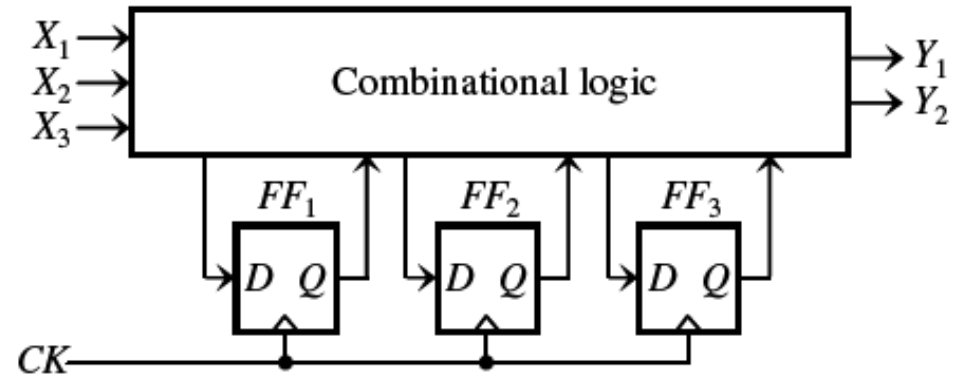 X₁
X₂
X₃
Combinational logic
Y₁
Y₂
FF₁ FF₂ FF₃
D Q D Q D Q
CK